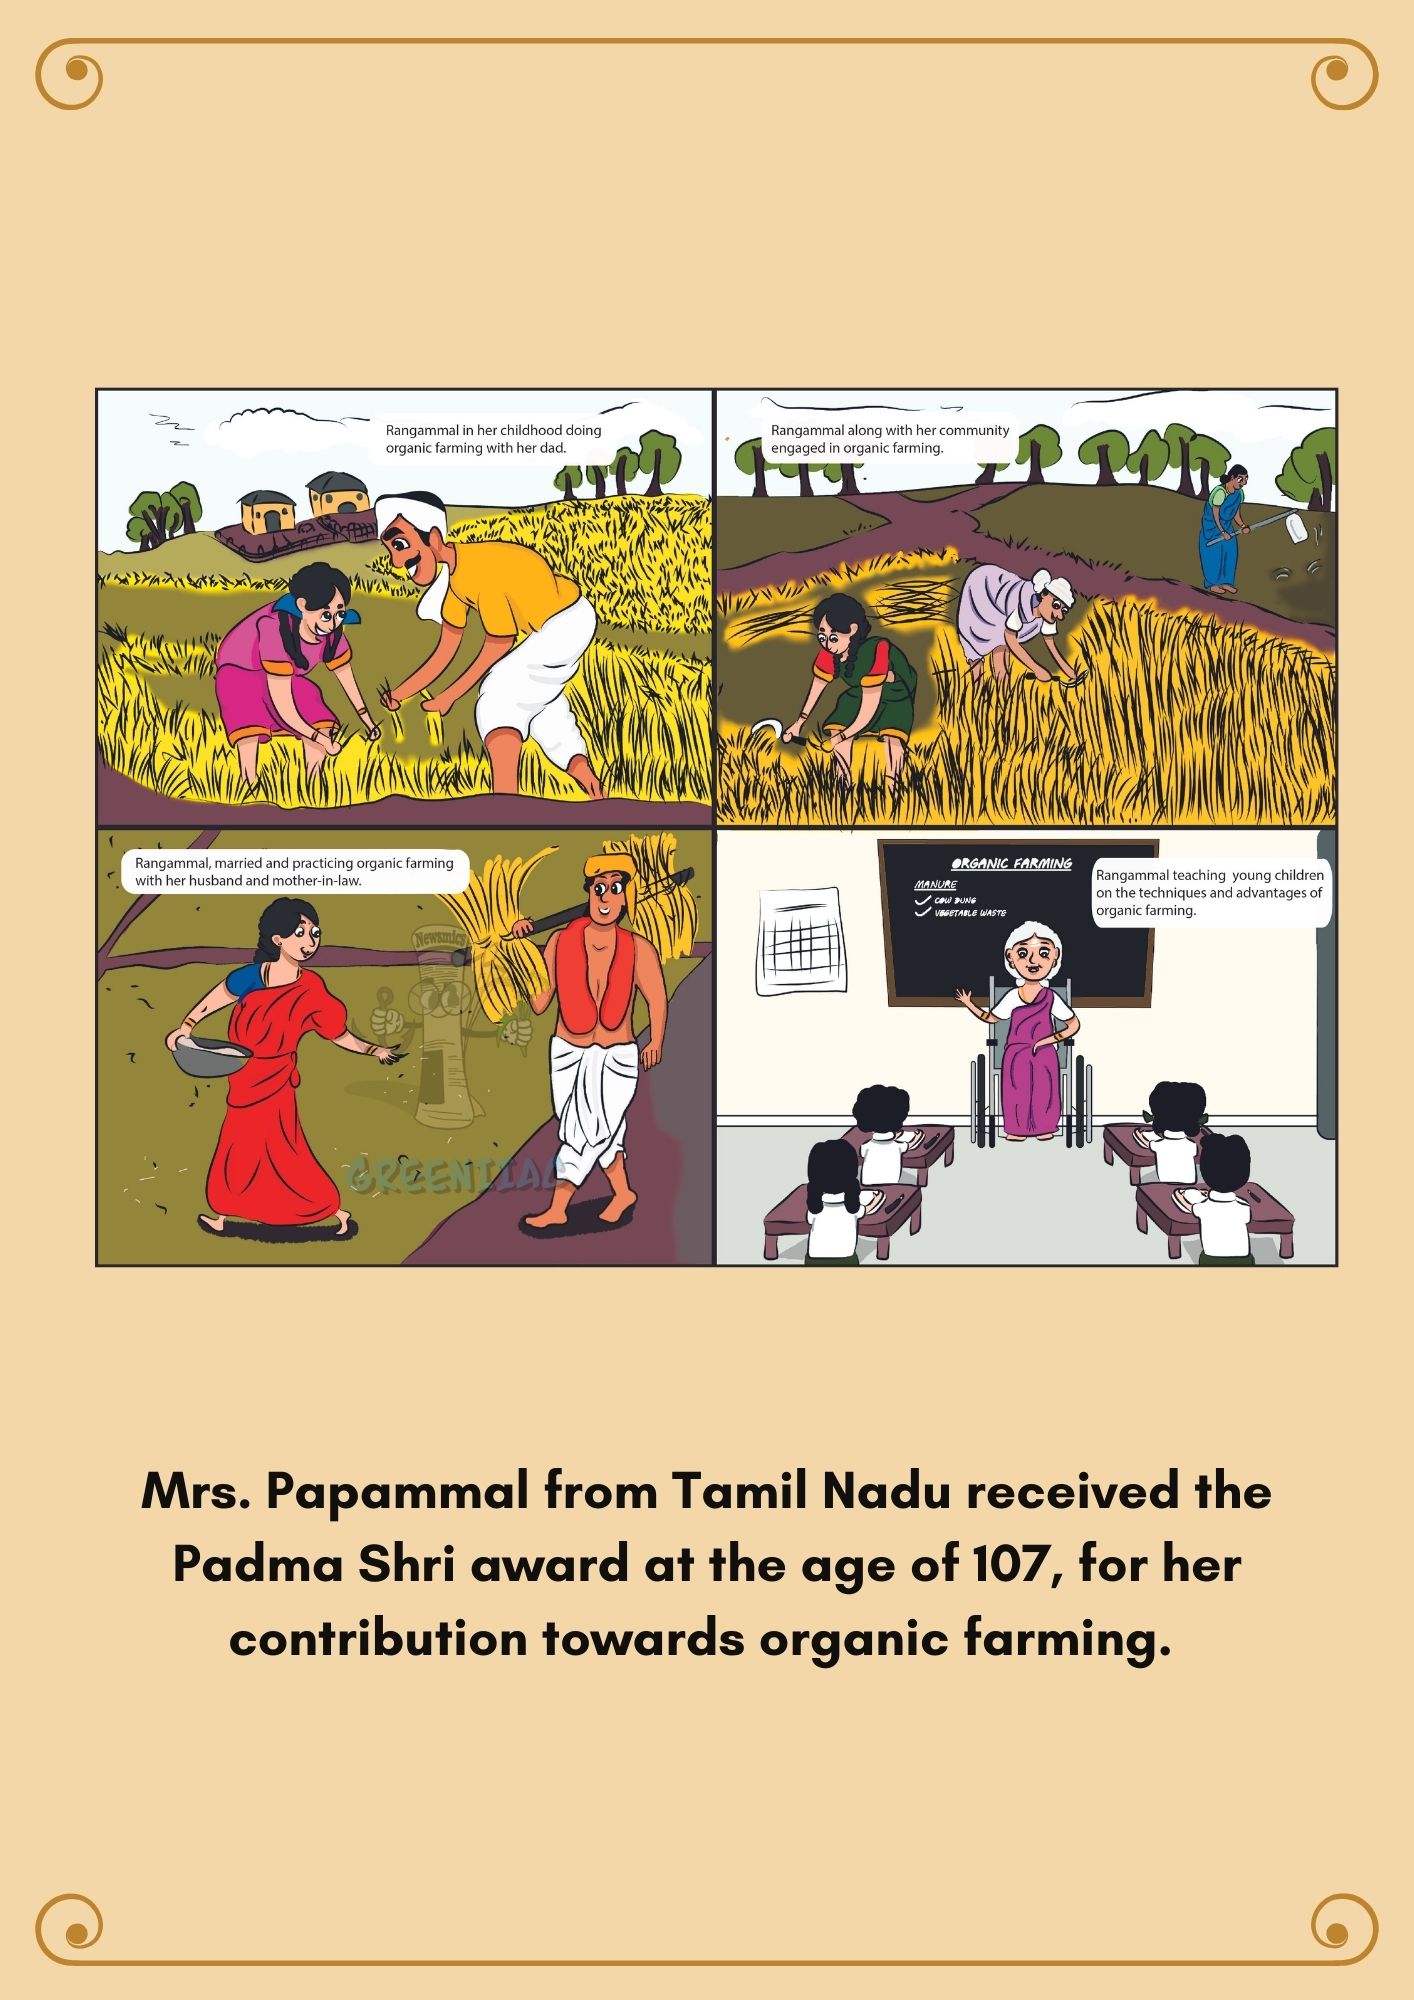 Rangammal in her childhood doing
organic farming with her dad.
Rangammal along with her community
engaged in organic farming.
Rangammal, married and practicing organic farming
with her husband and mother-in-law.
Newsmics
GREENIIAC
ORGANIC FARMING
MANURE
COW DUNG
VEGETABLE WASTE
Rangammal teaching young children
on the techniques and advantages of
organic farming.
Mrs. Papammal from Tamil Nadu received the
Padma Shri award at the age of 107, for her
contribution towards organic farming.